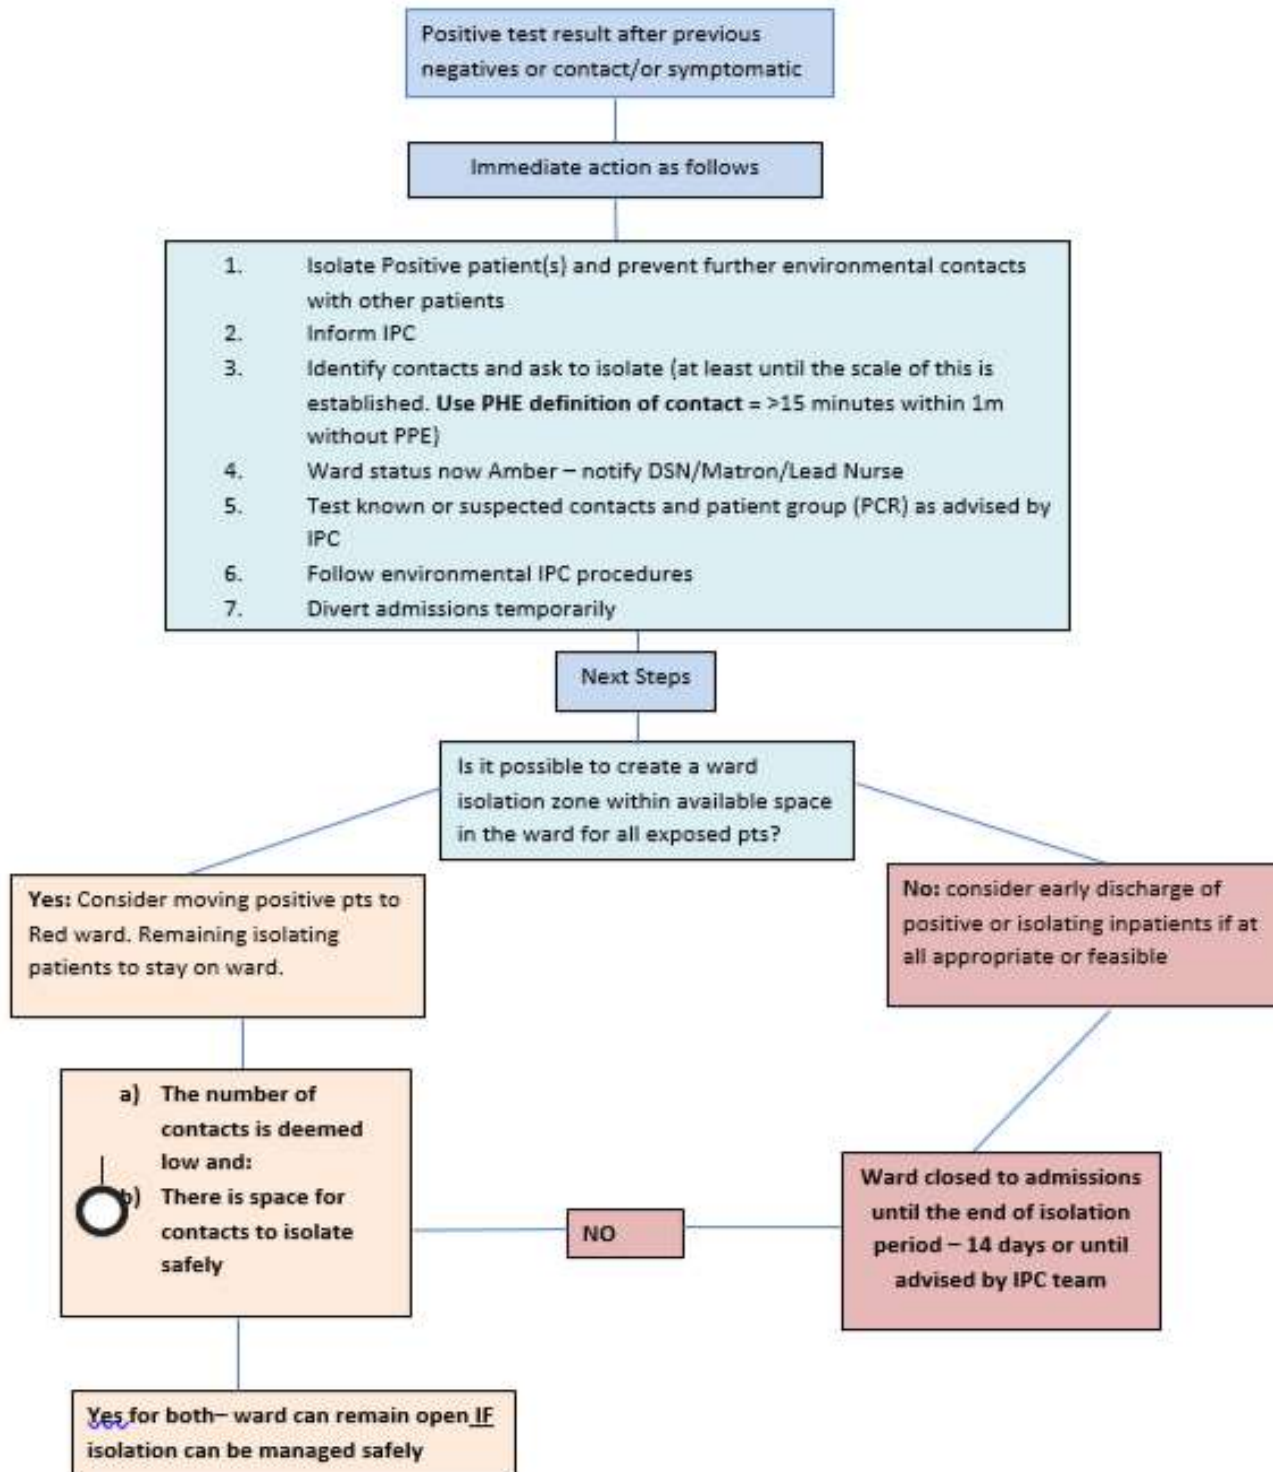 Positive test result after previous
negatives or contact/or symptomatic
Immediate action as follows
1. Isolate Positive patient(s) and prevent further environmental contacts
with other patients
2. Inform IPC
3. Identify contacts and ask to isolate (at least until the scale of this is
established. Use PHE definition of contact = >15 minutes within 1m
without PPE)
4. Ward status now Amber – notify DSN/Matron/Lead Nurse
5. Test known or suspected contacts and patient group (PCR) as advised by
IPC
6. Follow environmental IPC procedures
7. Divert admissions temporarily
Next Steps
Is it possible to create a ward
isolation zone within available space
in the ward for all exposed pts?
Yes: Consider moving positive pts to
Red ward. Remaining isolating
patients to stay on ward.
No: consider early discharge of
positive or isolating inpatients if at
all appropriate or feasible
a) The number of
contacts is deemed
low and:
b) There is space for
contacts to isolate
safely
NO
Ward closed to admissions
until the end of isolation
period – 14 days or until
advised by IPC team
Yes for both– ward can remain open IF
isolation can be managed safely